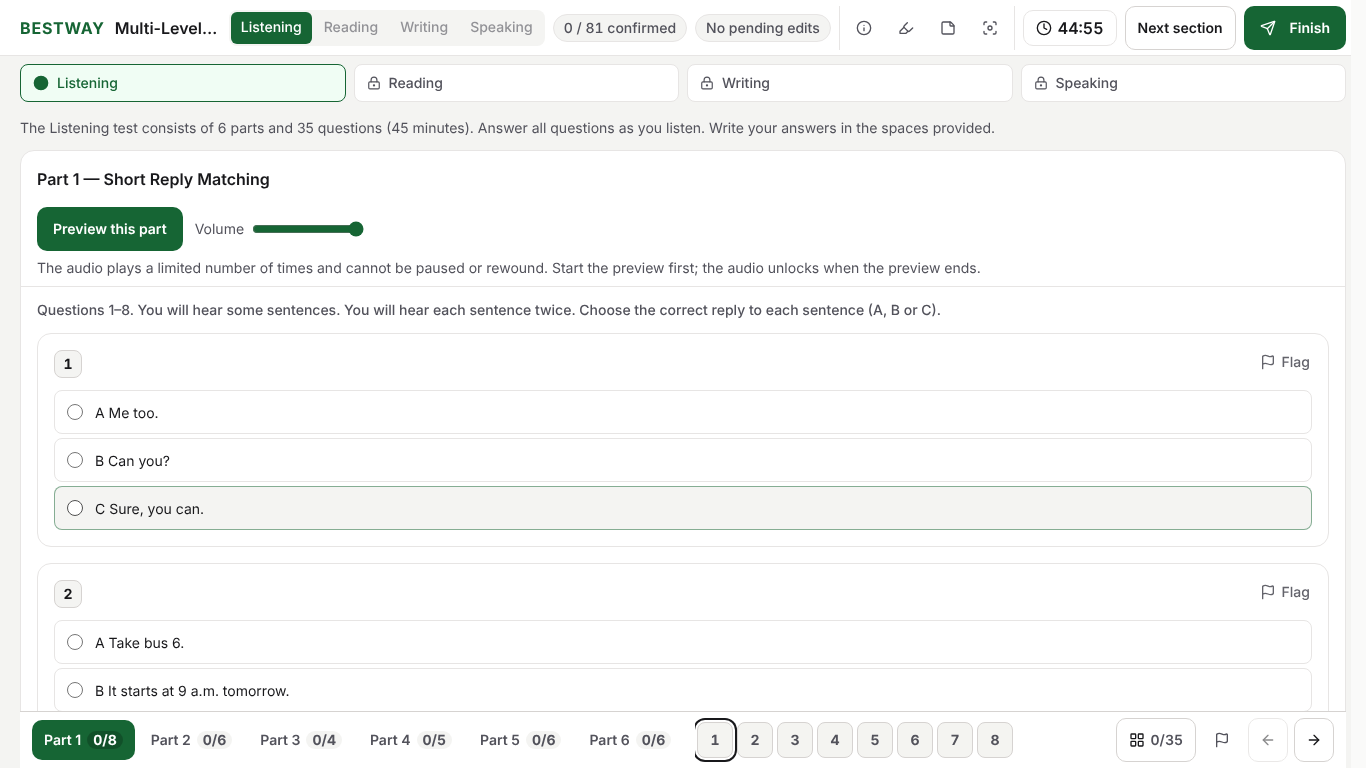 BESTWAY Multi-Level... Listening Reading Writing Speaking 0 / 81 confirmed No pending edits 44:55 Next section Finish
Listening Reading Writing Speaking
The Listening test consists of 6 parts and 35 questions (45 minutes). Answer all questions as you listen. Write your answers in the spaces provided.
Part 1 — Short Reply Matching
Preview this part Volume
The audio plays a limited number of times and cannot be paused or rewound. Start the preview first; the audio unlocks when the preview ends.
Questions 1–8. You will hear some sentences. You will hear each sentence twice. Choose the correct reply to each sentence (A, B or C).
1 Flag
A Me too.
B Can you?
C Sure, you can.
2 Flag
A Take bus 6.
B It starts at 9 a.m. tomorrow.
Part 1 0/8 Part 2 0/6 Part 3 0/4 Part 4 0/5 Part 5 0/6 Part 6 0/6 1 2 3 4 5 6 7 8 0/35